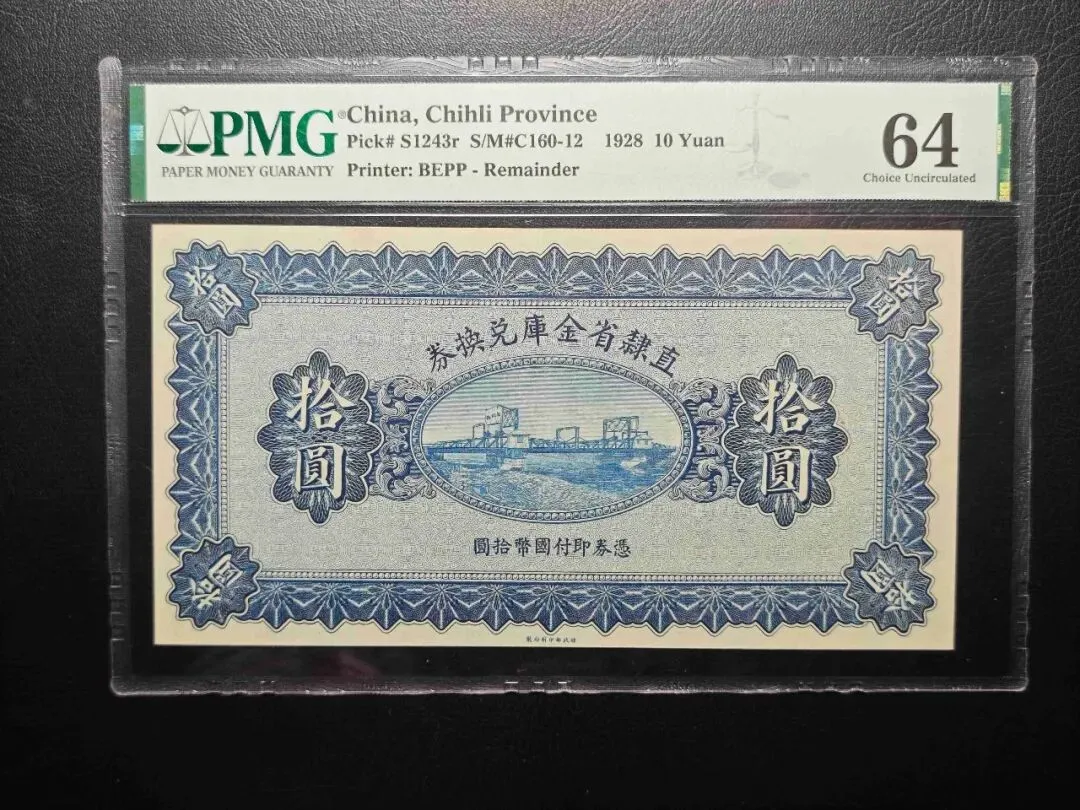 PMG® China, Chihli Province
Pick# S1243r S/M#C160-12 1928 10 Yuan
PAPER MONEY GUARANTY Printer: BEPP - Remainder
64
Choice Uncirculated
拾圓
拾圓
券換兌庫金省隸直
拾圓
拾圓
圓拾幣國付即券憑
拾圓
拾圓